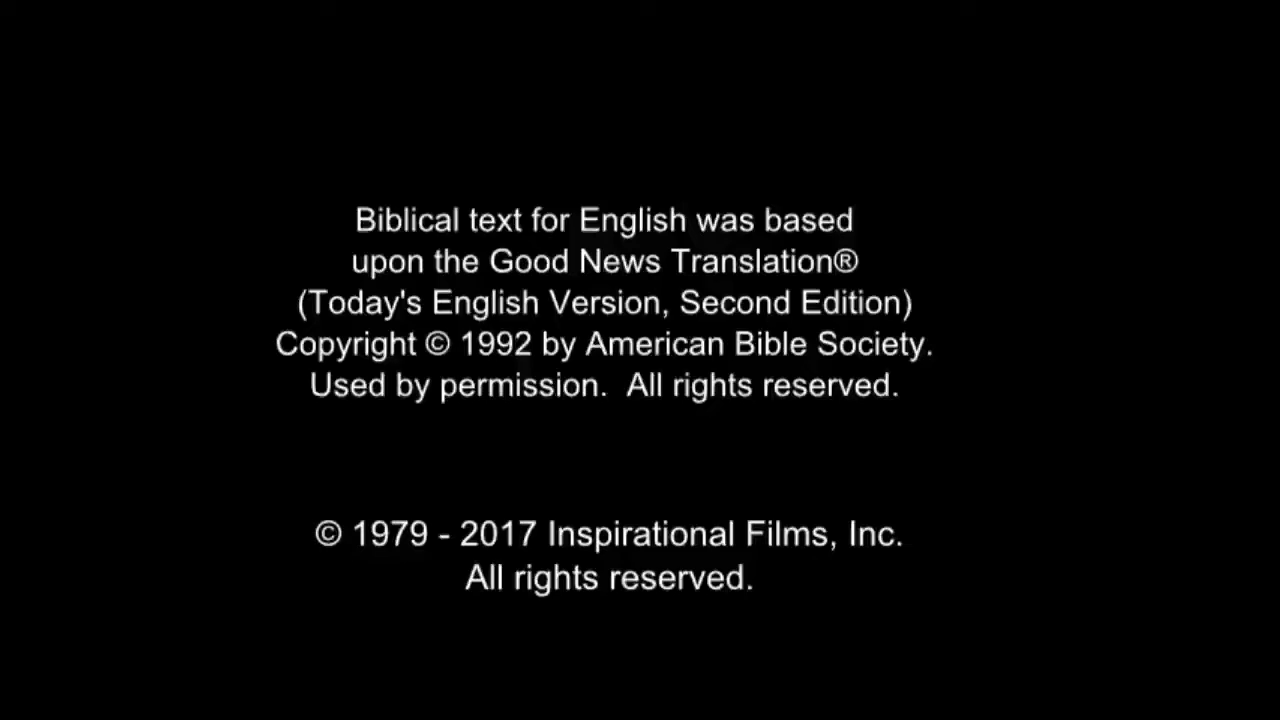 Biblical text for English was based
upon the Good News Translation®
(Today's English Version, Second Edition)
Copyright © 1992 by American Bible Society.
Used by permission.  All rights reserved.
© 1979 - 2017 Inspirational Films, Inc.
All rights reserved.